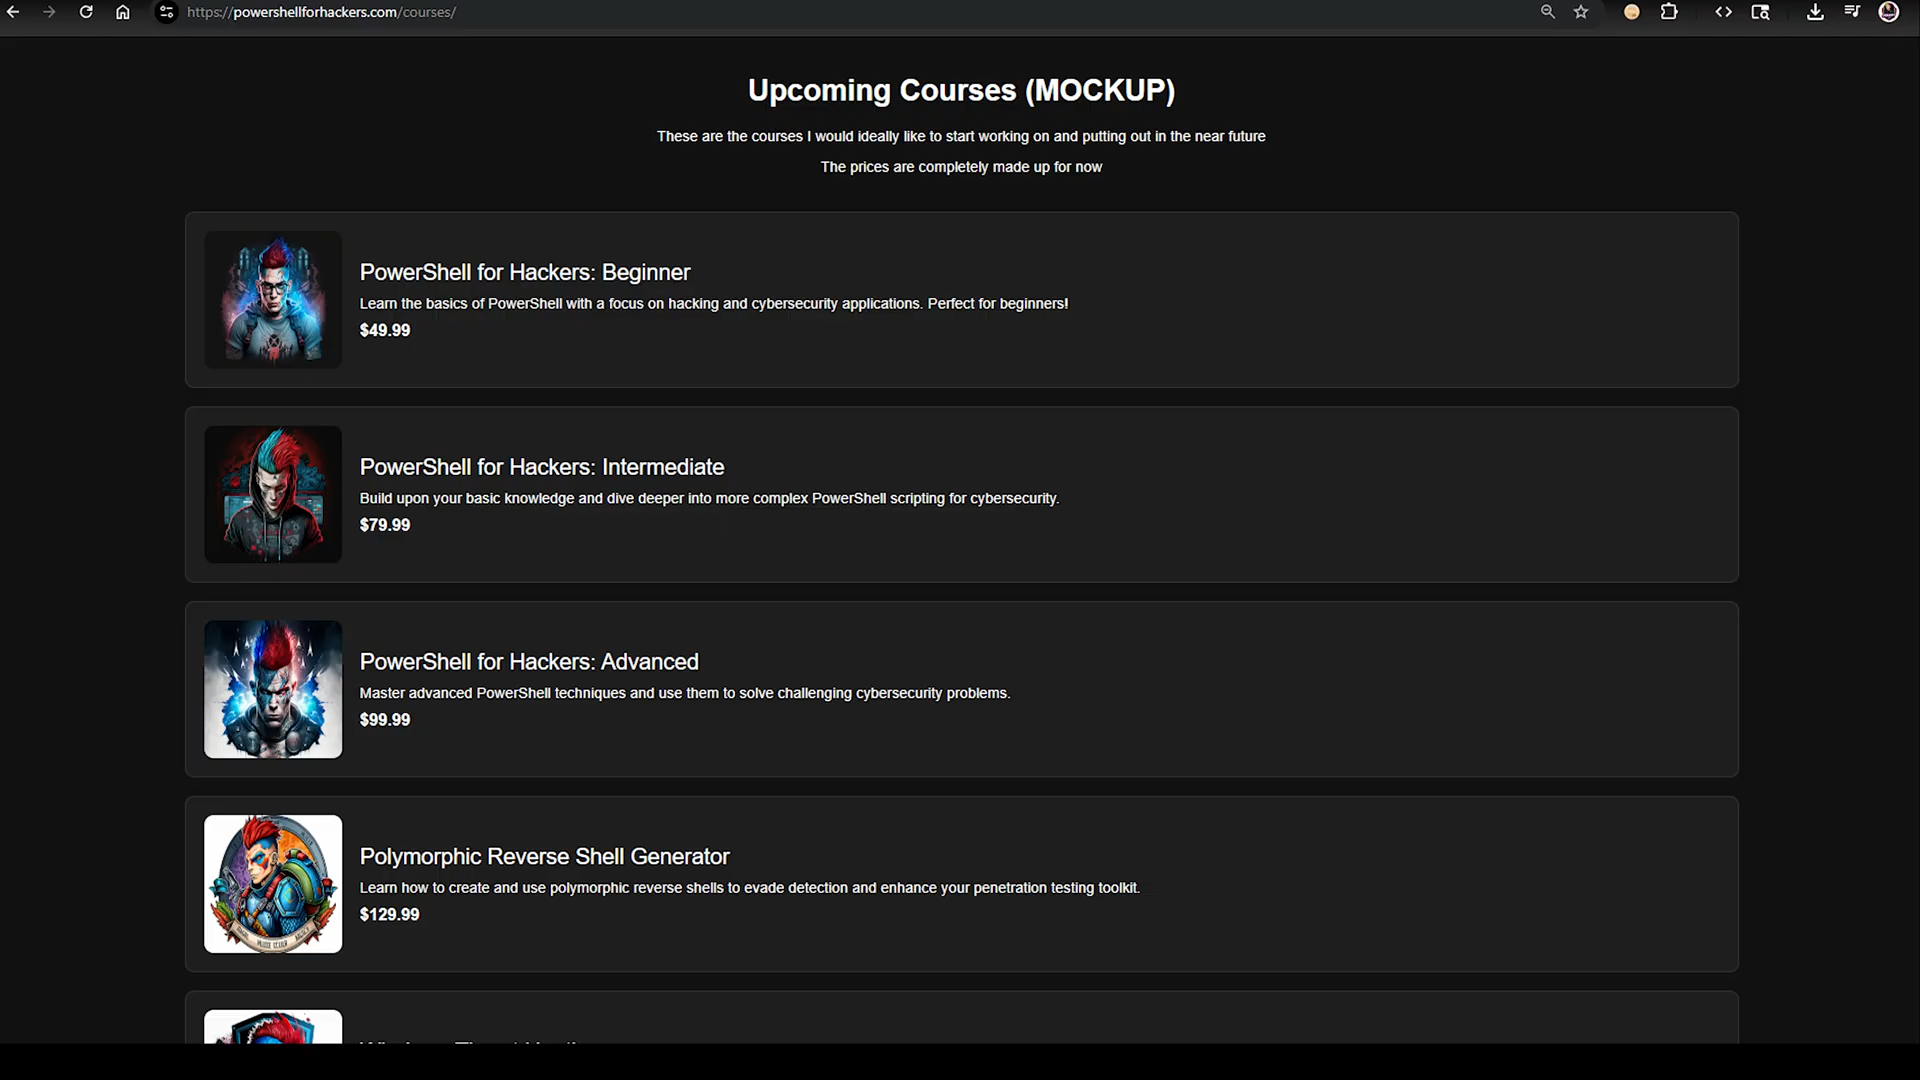 https://powershellforhackers.com/courses/
Upcoming Courses (MOCKUP)
These are the courses I would ideally like to start working on and putting out in the near future
The prices are completely made up for now
PowerShell for Hackers: Beginner
Learn the basics of PowerShell with a focus on hacking and cybersecurity applications. Perfect for beginners!
$49.99
PowerShell for Hackers: Intermediate
Build upon your basic knowledge and dive deeper into more complex PowerShell scripting for cybersecurity.
$79.99
PowerShell for Hackers: Advanced
Master advanced PowerShell techniques and use them to solve challenging cybersecurity problems.
$99.99
Polymorphic Reverse Shell Generator
Learn how to create and use polymorphic reverse shells to evade detection and enhance your penetration testing toolkit.
$129.99